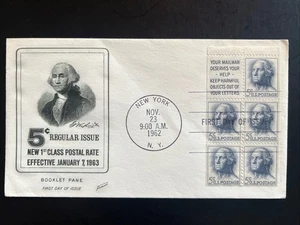 5¢ REGULAR ISSUE
NEW 1st CLASS POSTAL RATE
EFFECTIVE JANUARY 7, 1963
BOOKLET PANE
FIRST DAY OF ISSUE
NEW YORK
NOV.
23
9:00 AM
1962
N. Y.
YOUR MAILMAN
DESERVES YOUR
HELP
KEEP HARMFUL
OBJECTS OUT OF
YOUR LETTERS
5¢ U.S. POSTAGE
FIRST OF
5¢ U.S. POSTAGE
5¢ U.S. POSTAGE
5¢ U.S. POSTAGE
5¢ U.S. POSTAGE